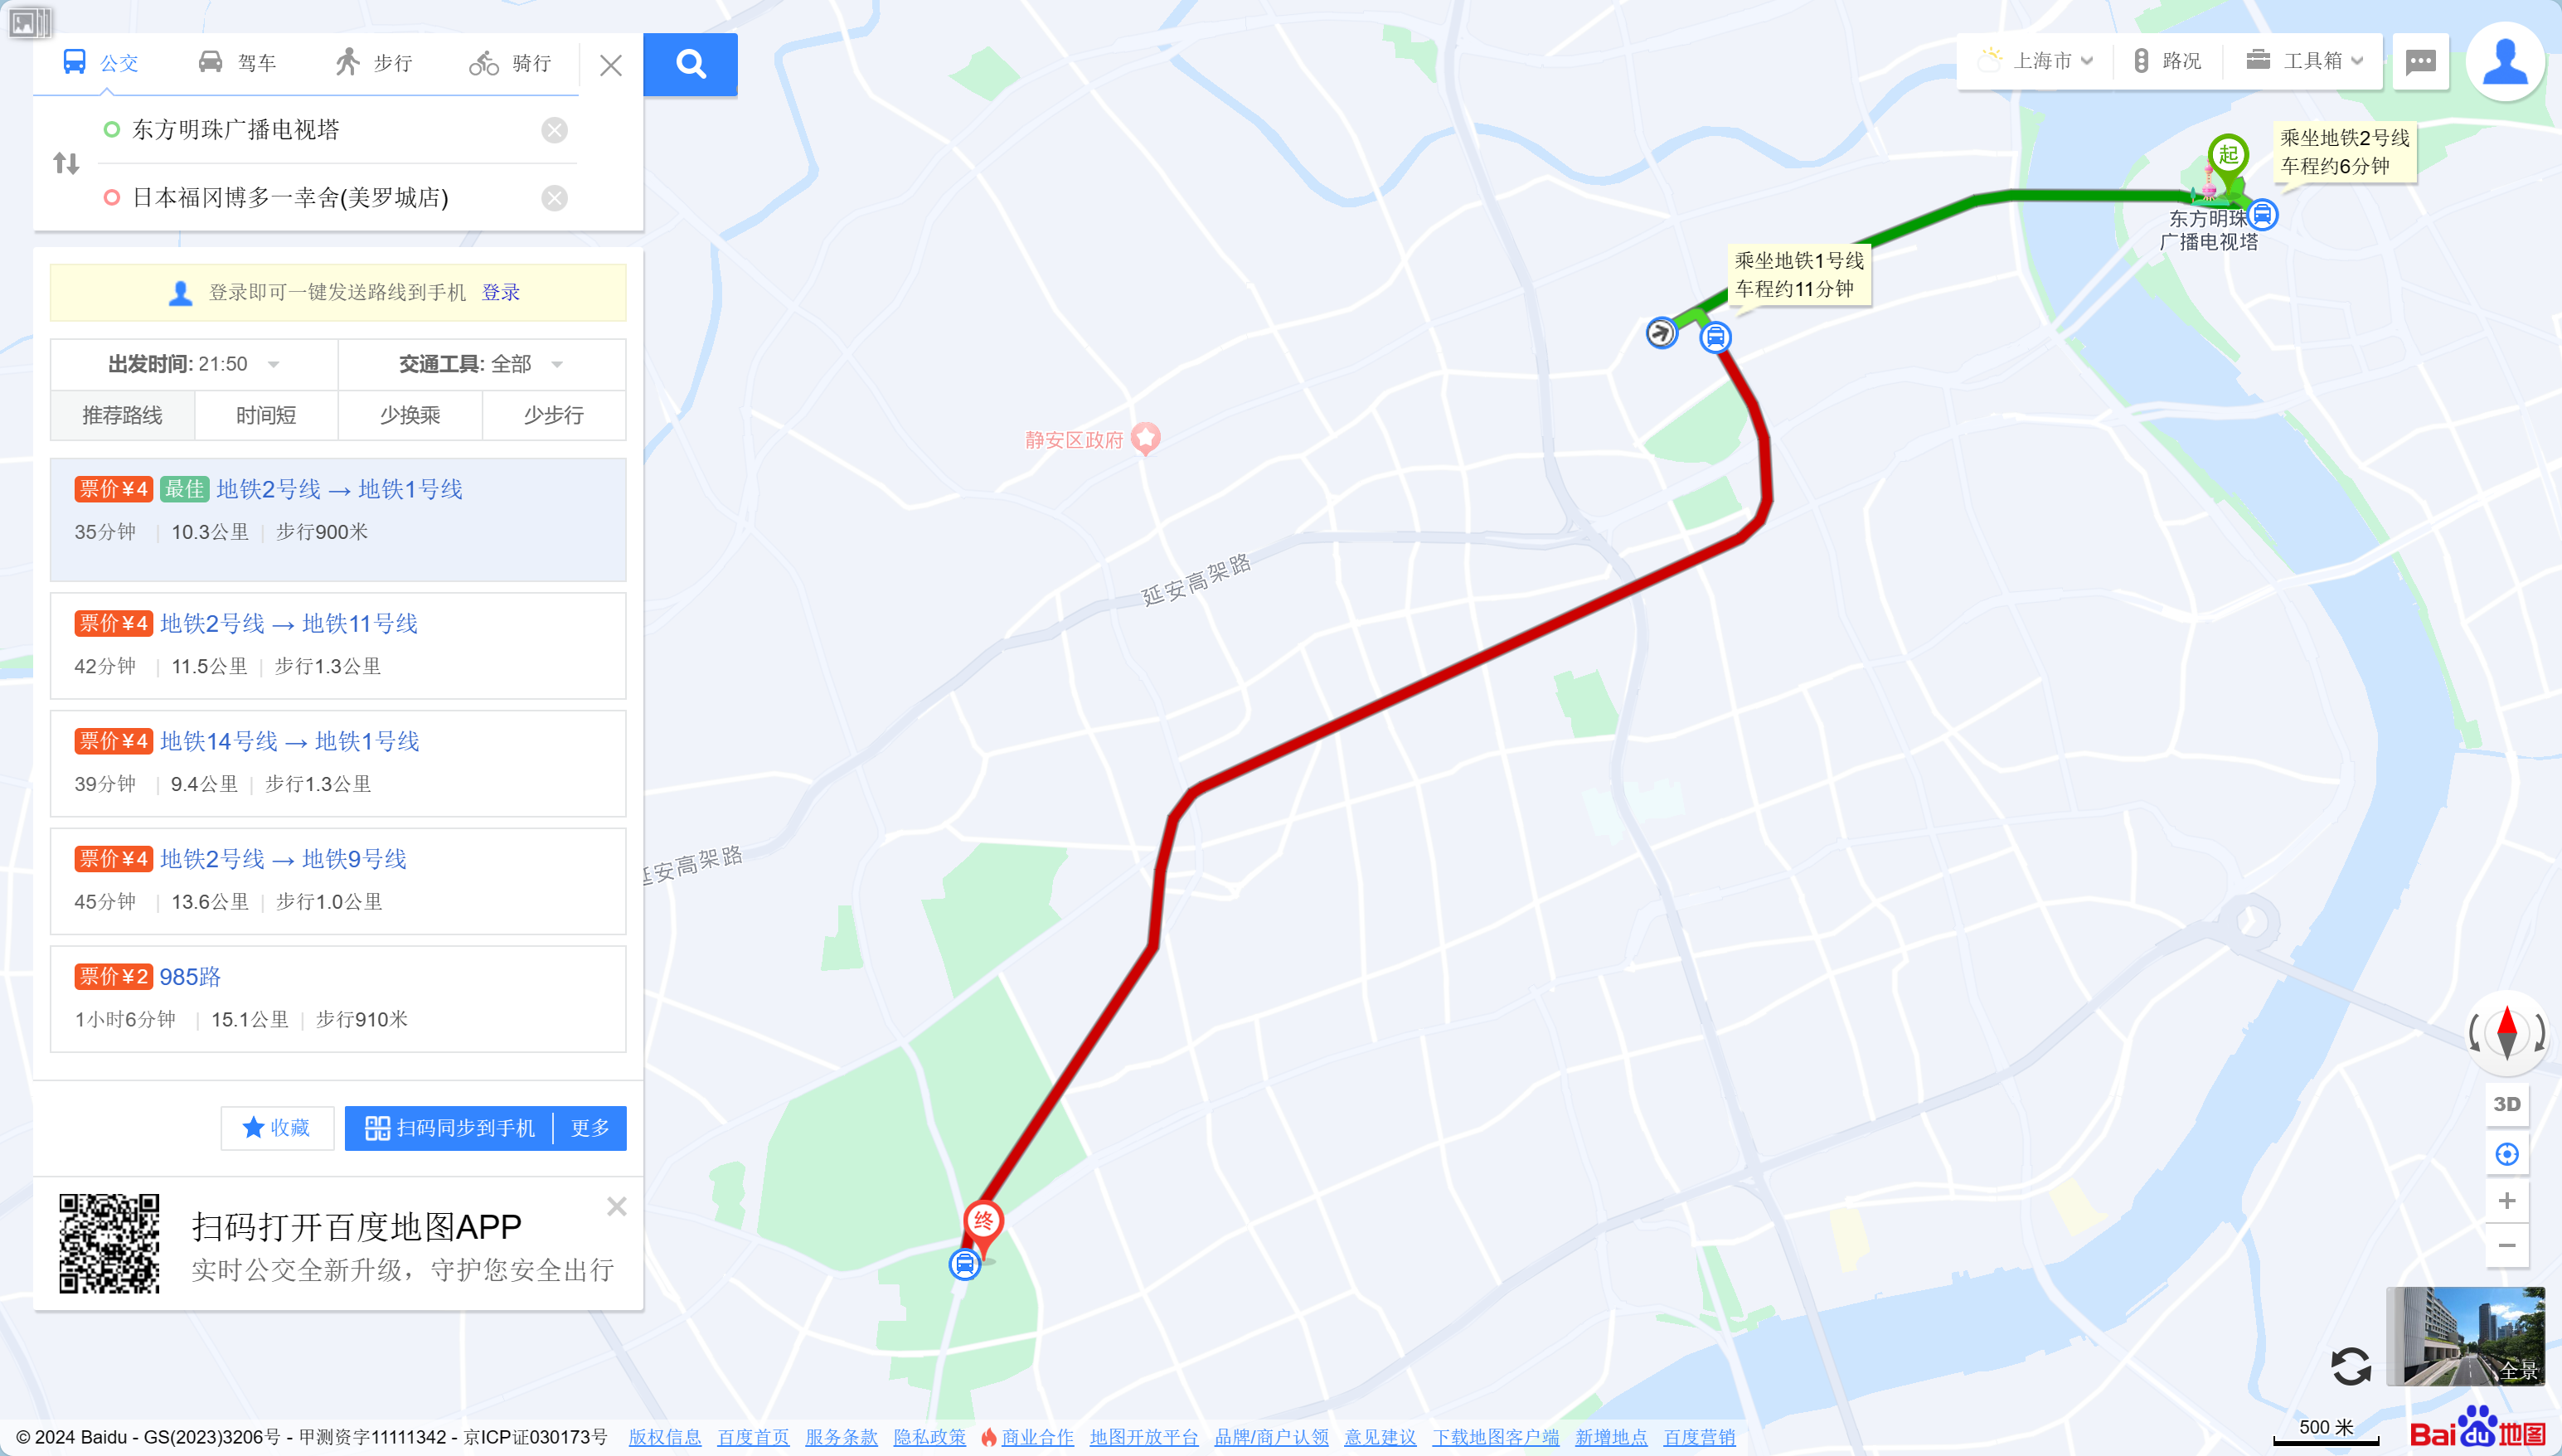 公交
驾车
步行
骑行
东方明珠广播电视塔
日本福冈博多一幸舍(美罗城店)
登录即可一键发送路线到手机 登录
出发时间: 21:50
交通工具: 全部
推荐路线
时间短
少换乘
少步行
票价¥4 最佳 地铁2号线 → 地铁1号线
35分钟 | 10.3公里 | 步行900米
票价¥4 地铁2号线 → 地铁11号线
42分钟 | 11.5公里 | 步行1.3公里
票价¥4 地铁14号线 → 地铁1号线
39分钟 | 9.4公里 | 步行1.3公里
票价¥4 地铁2号线 → 地铁9号线
45分钟 | 13.6公里 | 步行1.0公里
票价¥2 985路
1小时6分钟 | 15.1公里 | 步行910米
收藏
扫码同步到手机
更多
扫码打开百度地图APP
实时公交全新升级，守护您安全出行
上海市
路况
工具箱
起
乘坐地铁2号线
车程约6分钟
东方明珠
广播电视塔
乘坐地铁1号线
车程约11分钟
静安区政府
延安高架路
延安高架路
终
3D
全景
500 米
Bai du 地图
© 2024 Baidu - GS(2023)3206号 - 甲测资字11111342 - 京ICP证030173号 版权信息 百度首页 服务条款 隐私政策 商业合作 地图开放平台 品牌/商户认领 意见建议 下载地图客户端 新增地点 百度营销